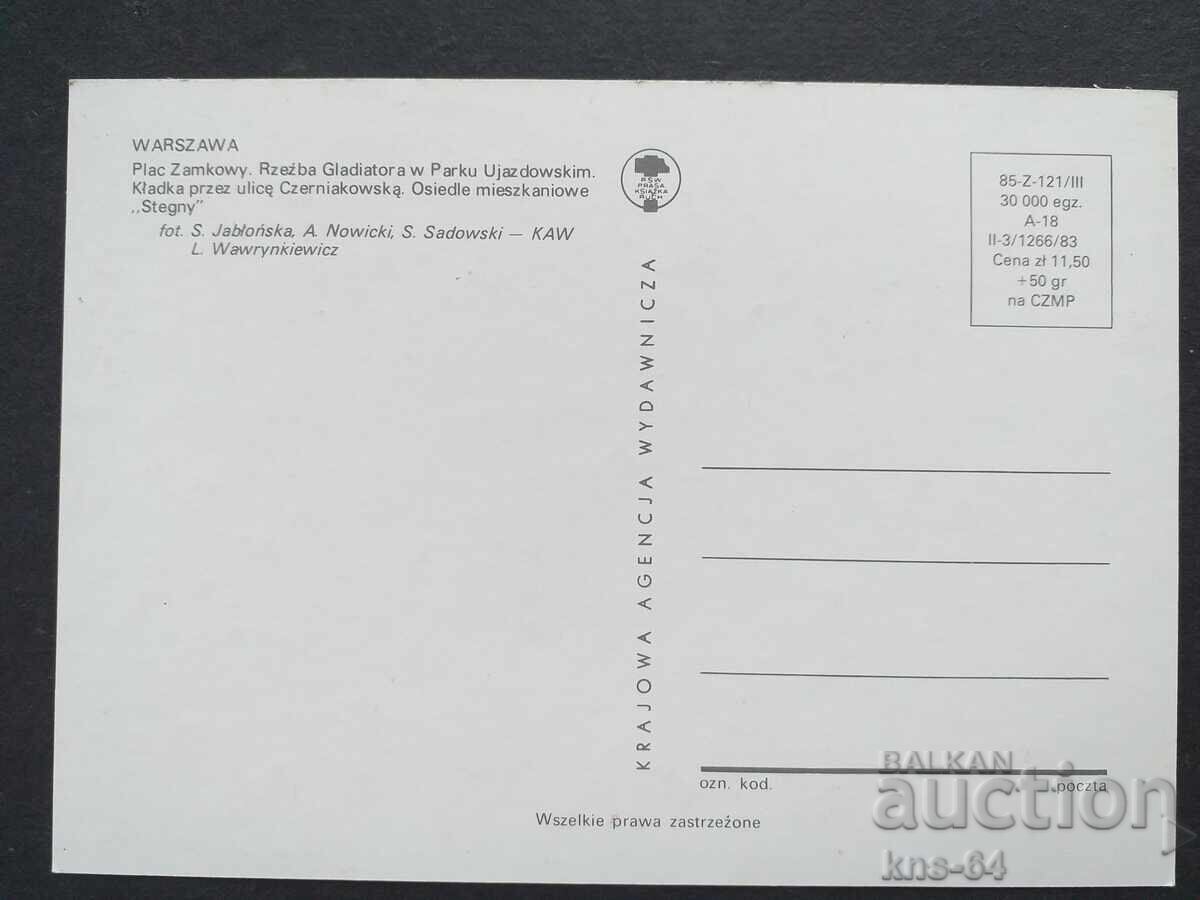 WARSZAWA
Plac Zamkowy. Rzeźba Gladiatora w Parku Ujazdowskim.
Kładka przez ulicę Czerniakowską. Osiedle mieszkaniowe
,,Stegny"
fot. S. Jabłońska, A. Nowicki, S. Sadowski — KAW
L. Wawrynkiewicz
RSW
PRASA
KSIĄŻKA
RUCH
KRAJOWA AGENCJA WYDAWNICZA
85-Z-121/III
30 000 egz.
A-18
II-3/1266/83
Cena zł 11,50
+50 gr
na CZMP
ozn. kod.
poczta
Wszelkie prawa zastrzeżone
BALKAN
auction
kns-64